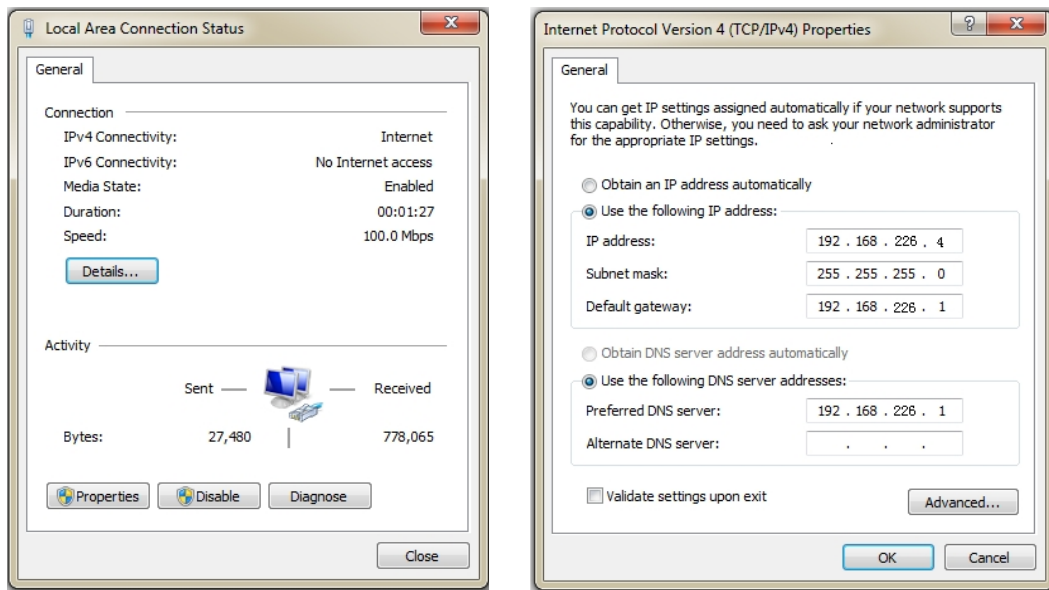 Local Area Connection Status
General
Connection
IPv4 Connectivity: Internet
IPv6 Connectivity: No Internet access
Media State: Enabled
Duration: 00:01:27
Speed: 100.0 Mbps
Details...
Activity
Sent Received
Bytes: 27,480 778,065
Properties Disable Diagnose
Close
Internet Protocol Version 4 (TCP/IPv4) Properties
General
You can get IP settings assigned automatically if your network supports
this capability. Otherwise, you need to ask your network administrator
for the appropriate IP settings.
Obtain an IP address automatically
Use the following IP address:
IP address: 192 . 168 . 226 . 4
Subnet mask: 255 . 255 . 255 . 0
Default gateway: 192 . 168 . 226 . 1
Obtain DNS server address automatically
Use the following DNS server addresses:
Preferred DNS server: 192 . 168 . 226 . 1
Alternate DNS server: . . .
Validate settings upon exit
Advanced...
OK Cancel